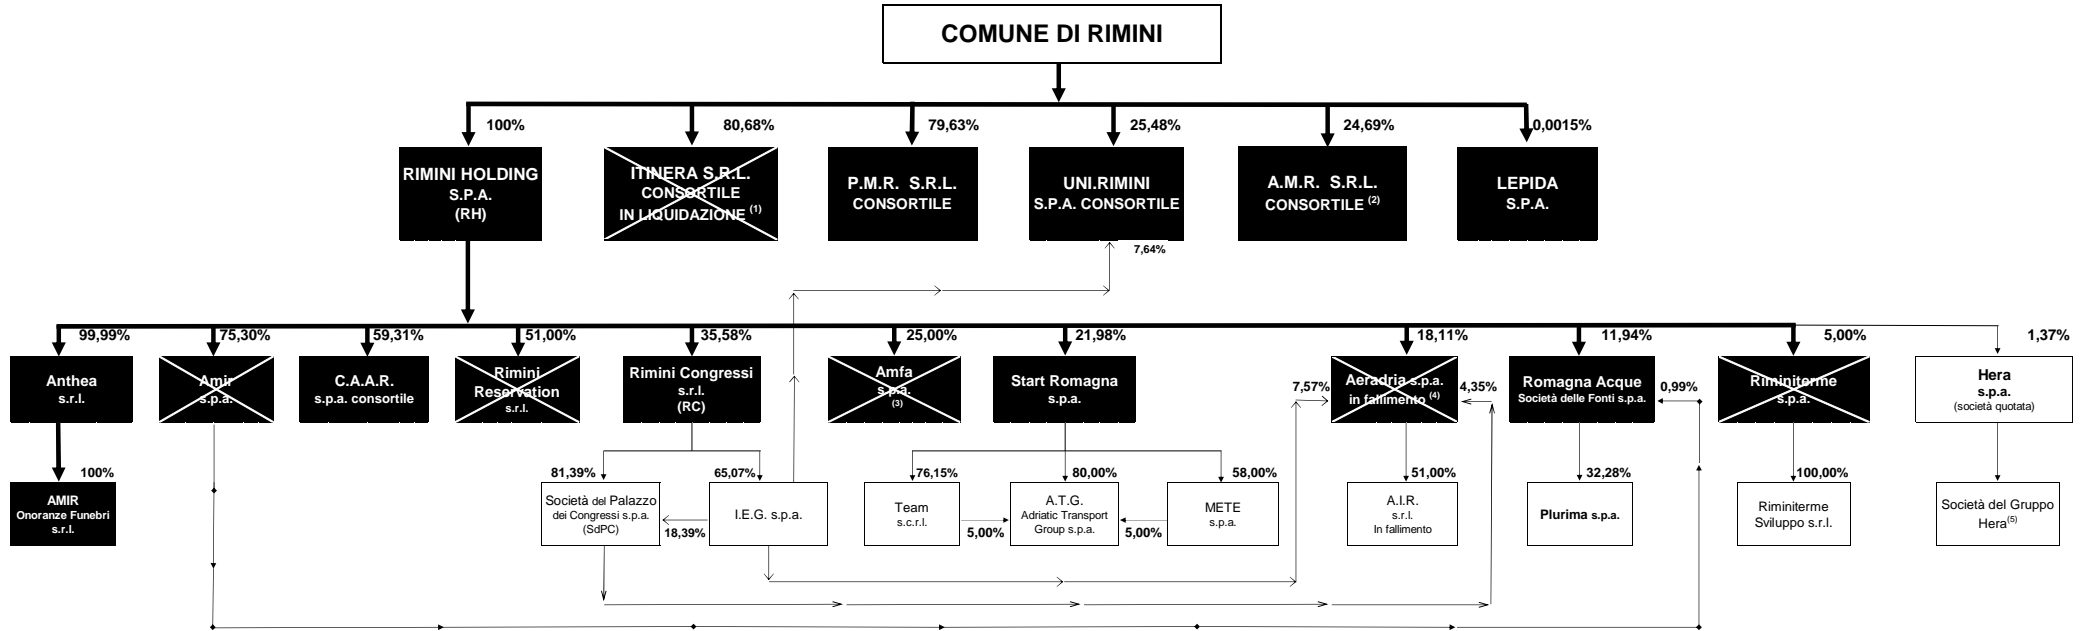 COMUNE DI RIMINI
100%
80,68%
79,63%
25,48%
24,69%
0,0015%
RIMINI HOLDING
S.P.A.
(RH)
ITINERA S.R.L.
CONSORTILE
IN LIQUIDAZIONE (1)
P.M.R. S.R.L.
CONSORTILE
UNI.RIMINI
S.P.A. CONSORTILE
A.M.R. S.R.L.
CONSORTILE (2)
LEPIDA
S.P.A.
7,64%
99,99%
75,30%
59,31%
51,00%
35,58%
25,00%
21,98%
18,11%
11,94%
5,00%
1,37%
Anthea
s.r.l.
Amir
s.p.a.
C.A.A.R.
s.p.a. consortile
Rimini
Reservation
s.r.l.
Rimini Congressi
s.r.l.
(RC)
Amfa
s.p.a.
(3)
Start Romagna
s.p.a.
7,57%
Aeradria s.p.a.
in fallimento (4)
4,35%
Romagna Acque
Società delle Fonti s.p.a.
0,99%
Riminiterme
s.p.a.
Hera
s.p.a.
(società quotata)
100%
81,39%
65,07%
76,15%
80,00%
58,00%
51,00%
32,28%
100,00%
AMIR
Onoranze Funebri
s.r.l.
Società del Palazzo
dei Congressi s.p.a.
(SdPC)
18,39%
I.E.G. s.p.a.
Team
s.c.r.l.
5,00%
A.T.G.
Adriatic Transport
Group s.p.a.
5,00%
METE
s.p.a.
A.I.R.
s.r.l.
In fallimento
Plurima s.p.a.
Riminiterme
Sviluppo s.r.l.
Società del Gruppo
Hera(5)